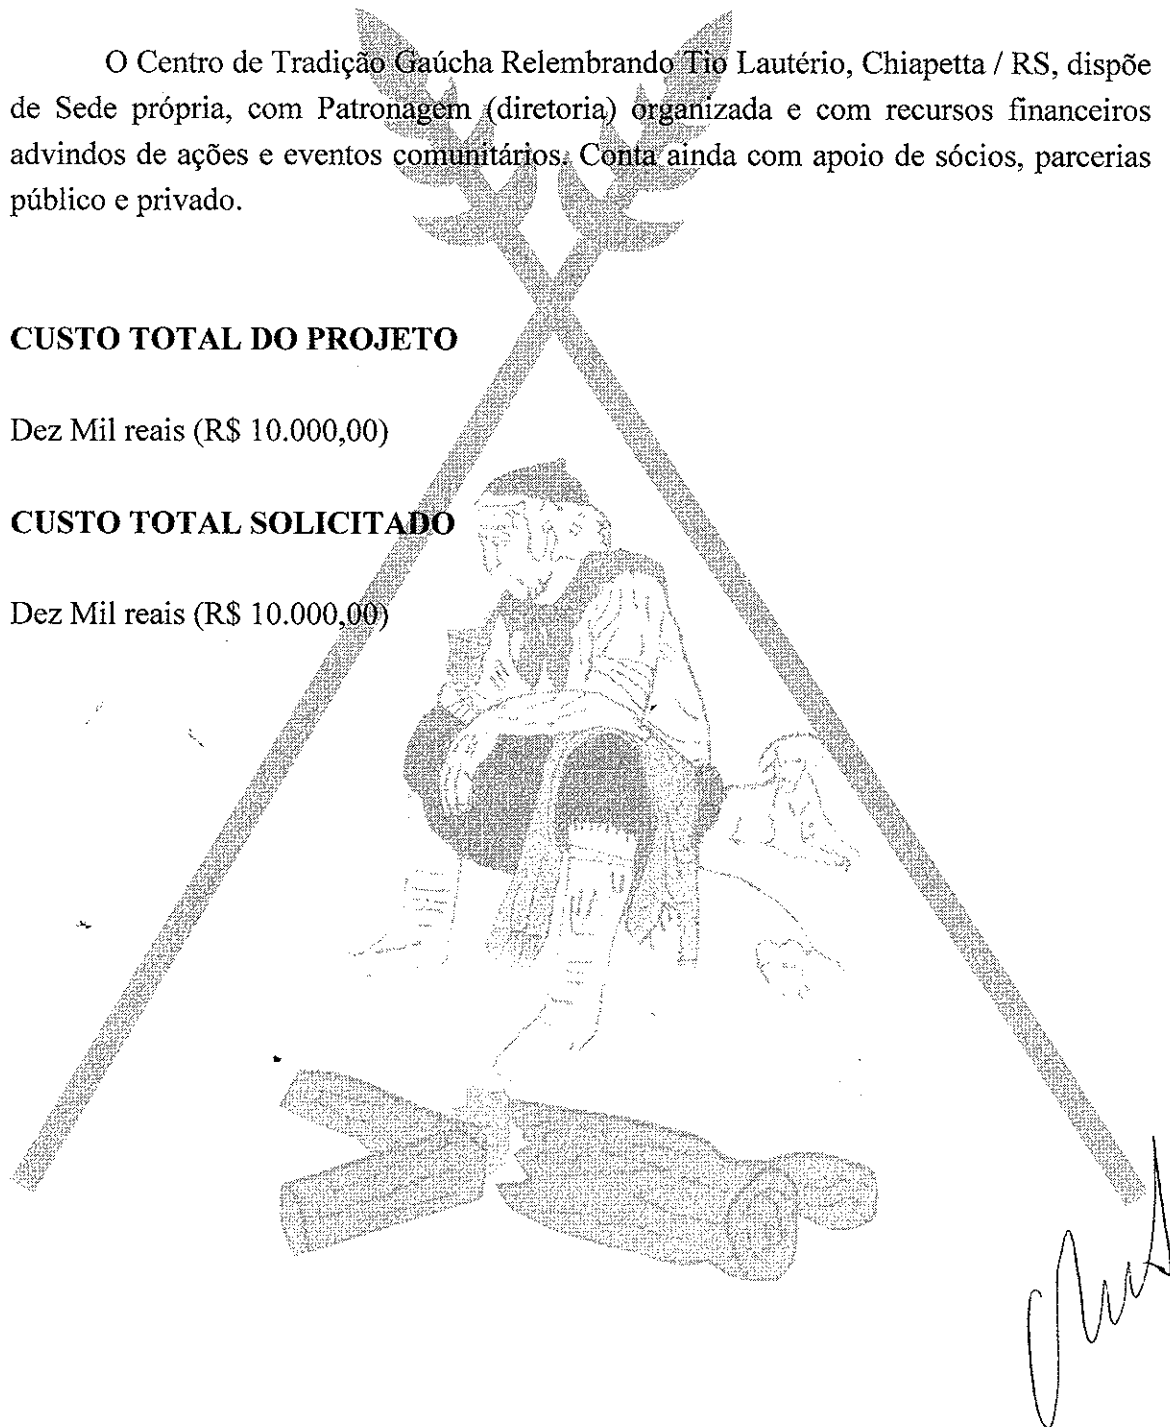 O Centro de Tradição Gaúcha Relembrando Tio Lautério, Chiapetta / RS, dispõe
de Sede própria, com Patronagem (diretoria) organizada e com recursos financeiros
advindos de ações e eventos comunitários. Conta ainda com apoio de sócios, parcerias
público e privado.
CUSTO TOTAL DO PROJETO
Dez Mil reais (R$ 10.000,00)
CUSTO TOTAL SOLICITADO
Dez Mil reais (R$ 10.000,00)